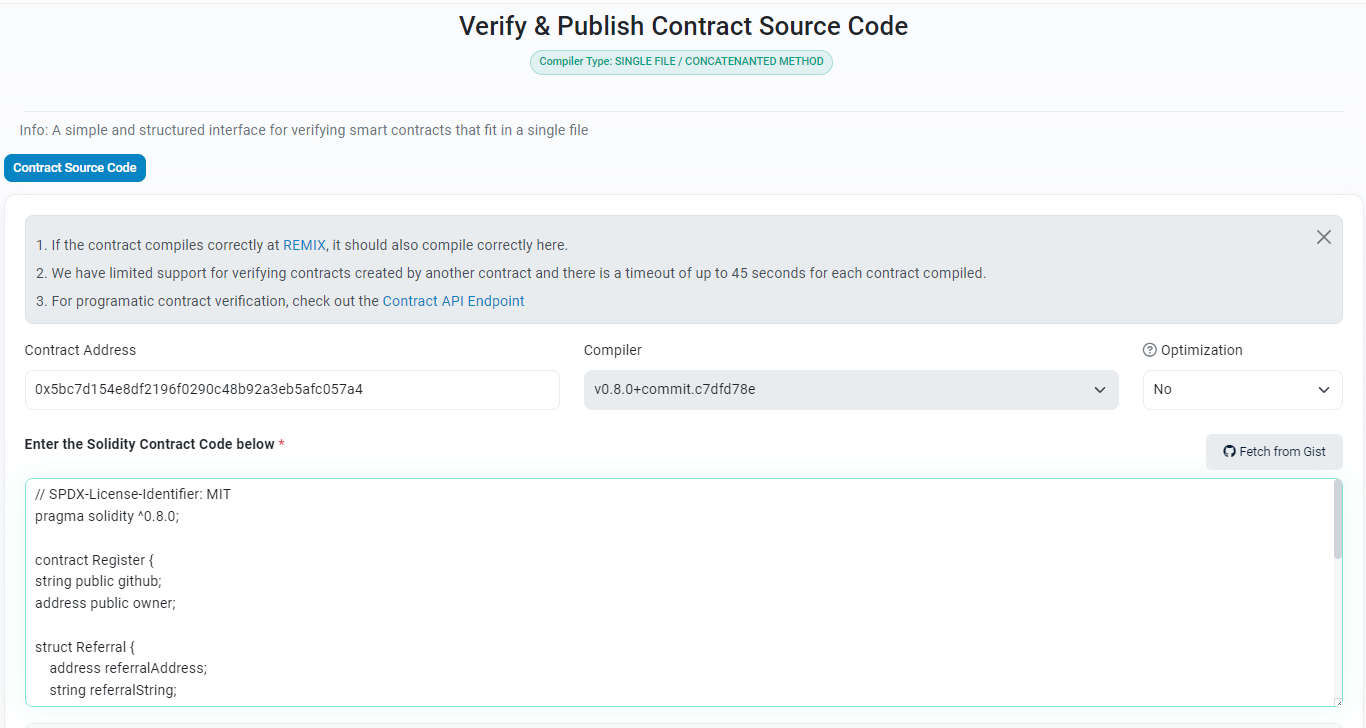 Verify & Publish Contract Source Code
Compiler Type: SINGLE FILE / CONCATENANTED METHOD
Info: A simple and structured interface for verifying smart contracts that fit in a single file
Contract Source Code
1. If the contract compiles correctly at REMIX, it should also compile correctly here.
2. We have limited support for verifying contracts created by another contract and there is a timeout of up to 45 seconds for each contract compiled.
3. For programatic contract verification, check out the Contract API Endpoint
Contract Address
Compiler
Optimization
0x5bc7d154e8df2196f0290c48b92a3eb5afc057a4
v0.8.0+commit.c7dfd78e
No
Enter the Solidity Contract Code below *
Fetch from Gist
// SPDX-License-Identifier: MIT
pragma solidity ^0.8.0;
contract Register {
string public github;
address public owner;
struct Referral {
address referralAddress;
string referralString;